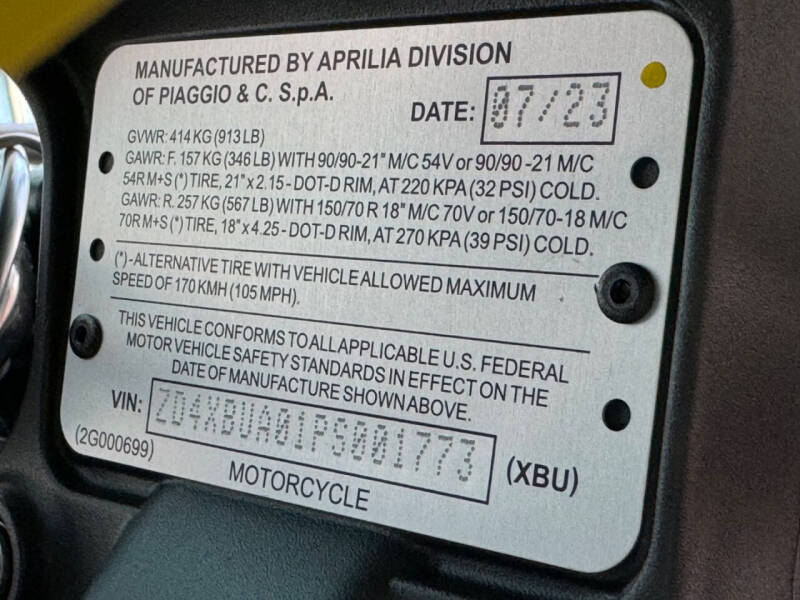 MANUFACTURED BY APRILIA DIVISION
OF PIAGGIO & C. S.p.A.
DATE: 07/23
GVWR: 414 KG (913 LB)
GAWR: F. 157 KG (346 LB) WITH 90/90-21" M/C 54V or 90/90 -21 M/C
54R M+S (*) TIRE, 21" x 2.15 - DOT-D RIM, AT 220 KPA (32 PSI) COLD.
GAWR: R. 257 KG (567 LB) WITH 150/70 R 18" M/C 70V or 150/70-18 M/C
70R M+S (*) TIRE, 18" x 4.25 - DOT-D RIM, AT 270 KPA (39 PSI) COLD.
(*) - ALTERNATIVE TIRE WITH VEHICLE ALLOWED MAXIMUM
SPEED OF 170 KMH (105 MPH).
THIS VEHICLE CONFORMS TO ALL APPLICABLE U.S. FEDERAL
MOTOR VEHICLE SAFETY STANDARDS IN EFFECT ON THE
DATE OF MANUFACTURE SHOWN ABOVE.
VIN: ZD4XBUA01PS001773 (XBU)
(2G000699)
MOTORCYCLE